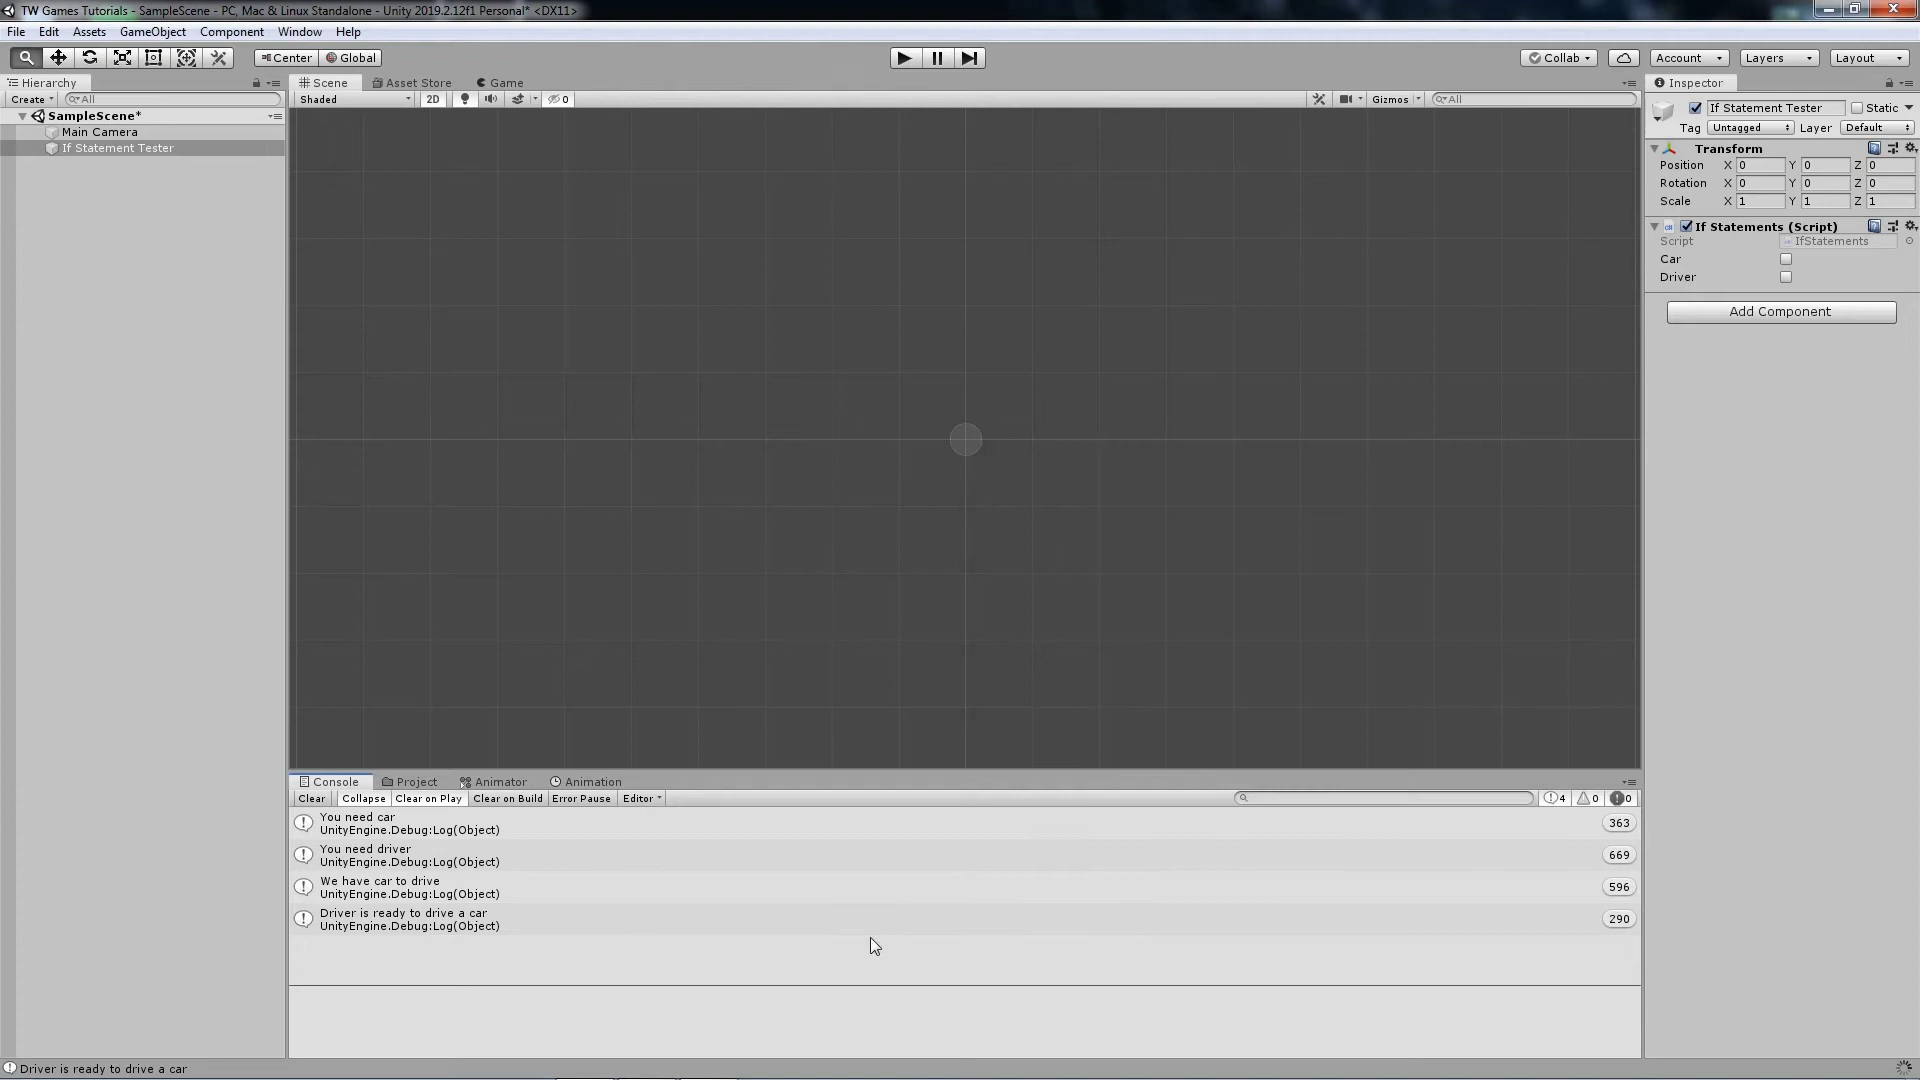 TW Games Tutorials - SampleScene - PC, Mac & Linux Standalone - Unity 2019.2.12f1 Personal* <DX11>
File Edit Assets GameObject Component Window Help
Center Global Collab Account Layers Layout
Hierarchy
Create All
SampleScene*
Main Camera
If Statement Tester
Scene Asset Store Game
Shaded 2D 0 Gizmos All
Inspector
If Statement Tester Static
Tag Untagged Layer Default
Transform
Position X 0 Y 0 Z 0
Rotation X 0 Y 0 Z 0
Scale X 1 Y 1 Z 1
If Statements (Script)
Script IfStatements
Car
Driver
Add Component
Console Project Animator Animation
Clear Collapse Clear on Play Clear on Build Error Pause Editor 4 0 0
You need car
UnityEngine.Debug:Log(Object)
363
You need driver
UnityEngine.Debug:Log(Object)
669
We have car to drive
UnityEngine.Debug:Log(Object)
596
Driver is ready to drive a car
UnityEngine.Debug:Log(Object)
290
Driver is ready to drive a car